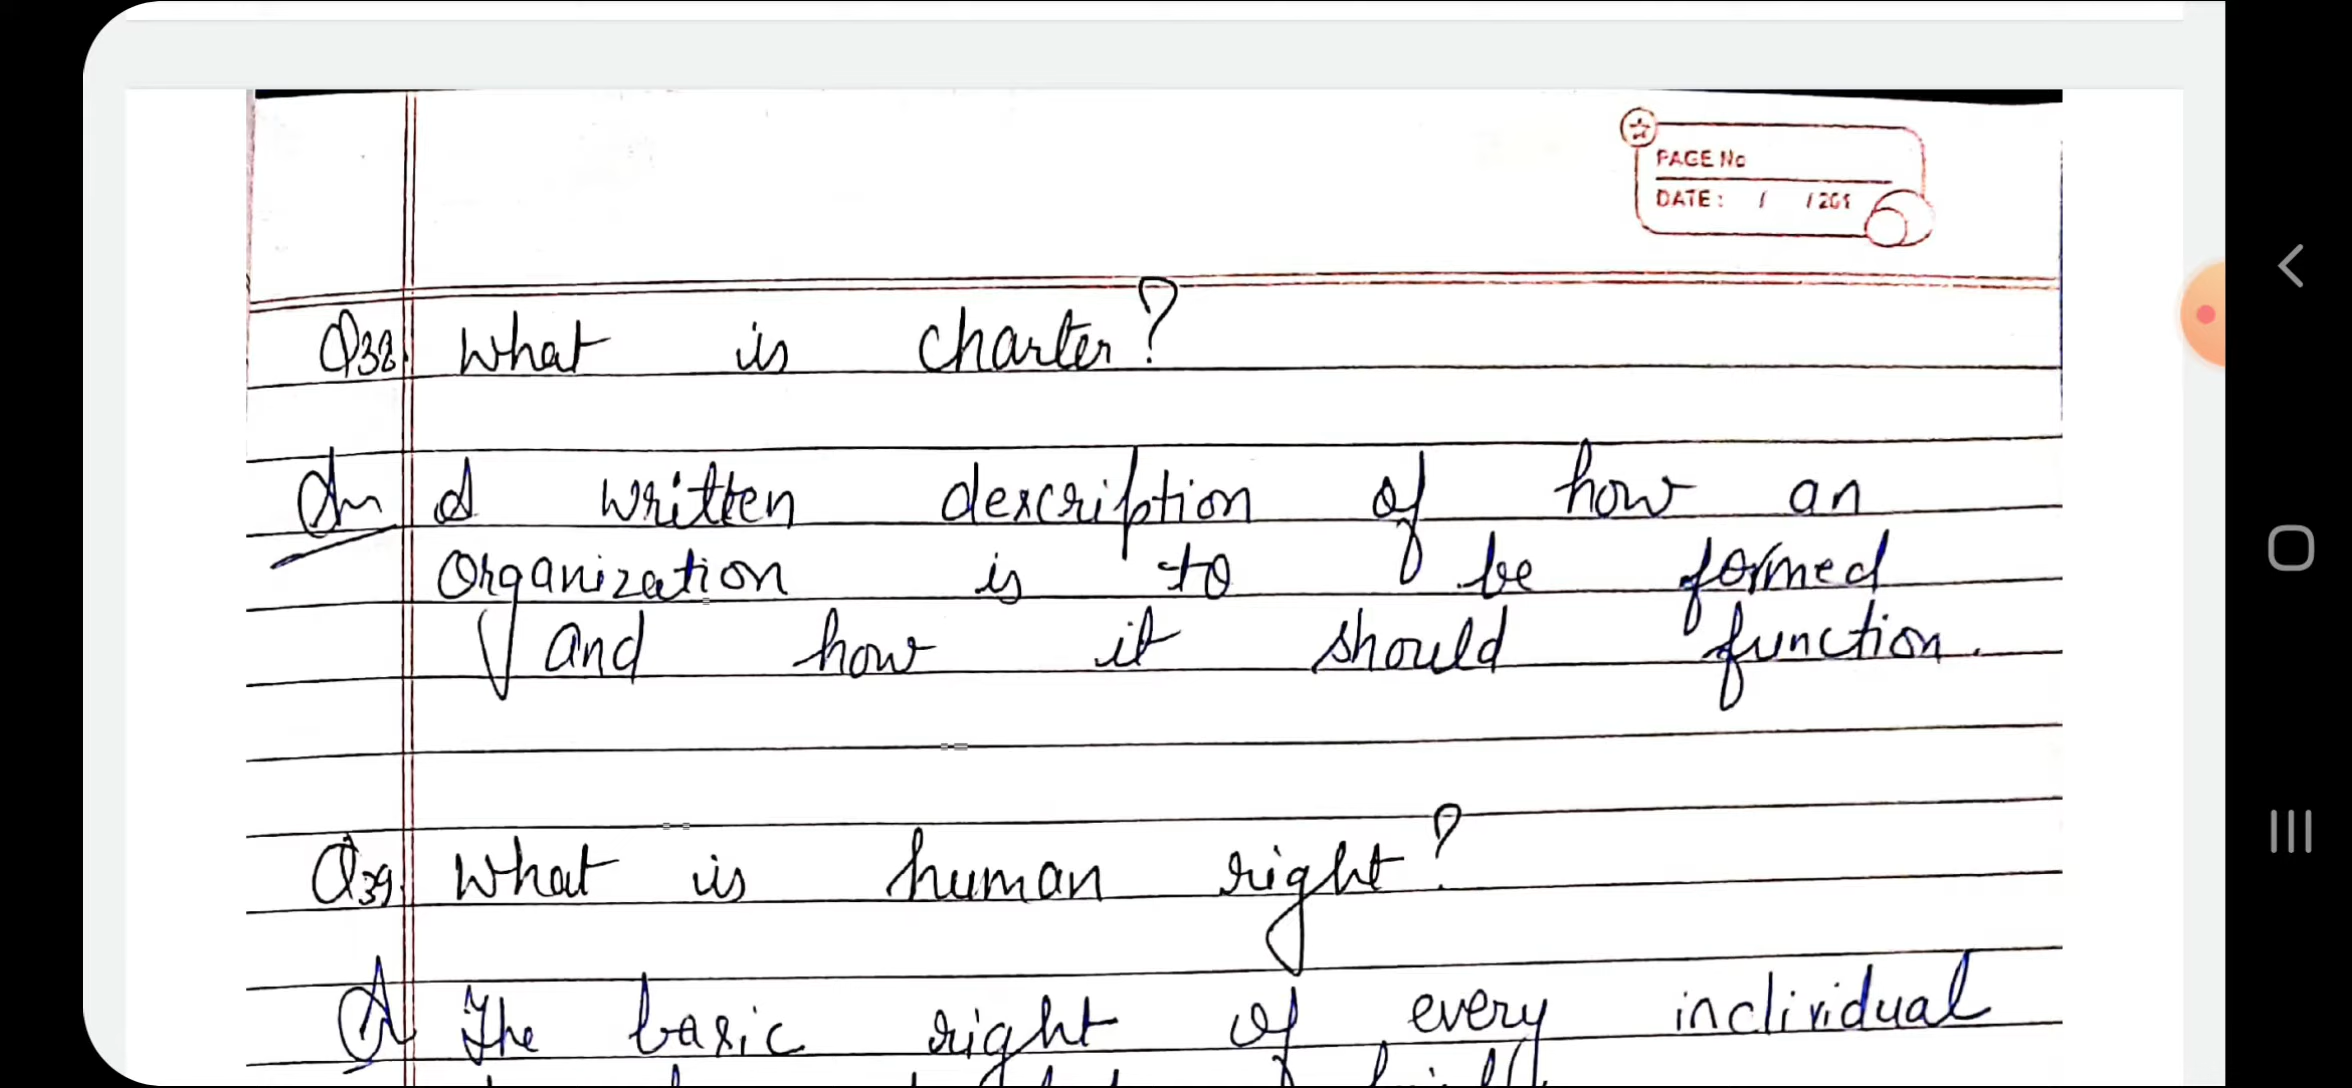 PAGE No
DATE: / /201
Q38. What is charter?
An A written description of how an
Organization is to be formed
and how it should function.
Q39. What is human right?
A The basic right of every individual